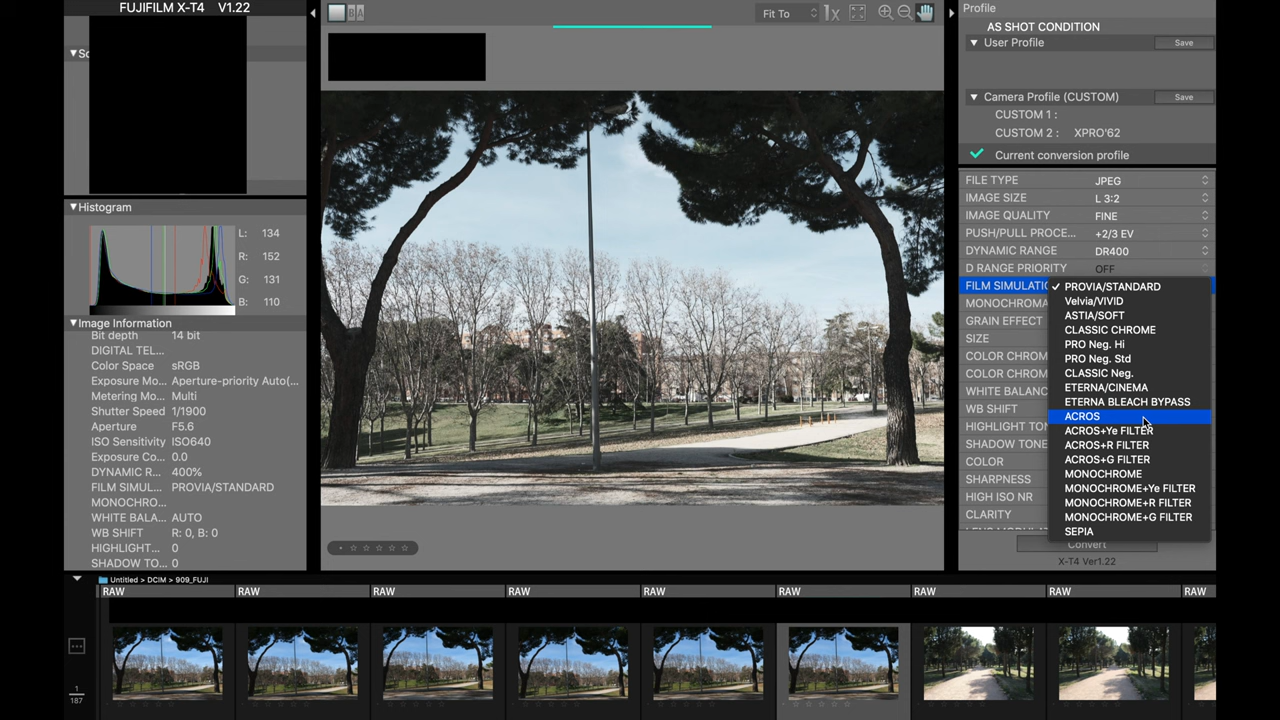 FUJIFILM X-T4 V1.22
▼Sc
▼Histogram
L: 134
R: 152
G: 131
B: 110
▼Image Information
Bit depth 14 bit
DIGITAL TEL...
Color Space sRGB
Exposure Mo... Aperture-priority Auto(...
Metering Mo... Multi
Shutter Speed 1/1900
Aperture F5.6
ISO Sensitivity ISO640
Exposure Co... 0.0
DYNAMIC R... 400%
FILM SIMUL... PROVIA/STANDARD
MONOCHRO...
WHITE BALA... AUTO
WB SHIFT R: 0, B: 0
HIGHLIGHT... 0
SHADOW TO... 0
B A
Fit To
1x
Profile
AS SHOT CONDITION
▼ User Profile Save
▼ Camera Profile (CUSTOM) Save
CUSTOM 1 :
CUSTOM 2 : XPRO'62
Current conversion profile
FILE TYPE JPEG
IMAGE SIZE L 3:2
IMAGE QUALITY FINE
PUSH/PULL PROCE... +2/3 EV
DYNAMIC RANGE DR400
D RANGE PRIORITY OFF
FILM SIMULATIO
MONOCHROMA
GRAIN EFFECT
SIZE
COLOR CHROM
COLOR CHROM
WHITE BALANC
WB SHIFT
HIGHLIGHT TON
SHADOW TONE
COLOR
SHARPNESS
HIGH ISO NR
CLARITY
PROVIA/STANDARD
Velvia/VIVID
ASTIA/SOFT
CLASSIC CHROME
PRO Neg. Hi
PRO Neg. Std
CLASSIC Neg.
ETERNA/CINEMA
ETERNA BLEACH BYPASS
ACROS
ACROS+Ye FILTER
ACROS+R FILTER
ACROS+G FILTER
MONOCHROME
MONOCHROME+Ye FILTER
MONOCHROME+R FILTER
MONOCHROME+G FILTER
SEPIA
Convert
X-T4 Ver1.22
Untitled > DCIM > 909_FUJI
RAW RAW RAW RAW RAW RAW RAW RAW RAW
1
187